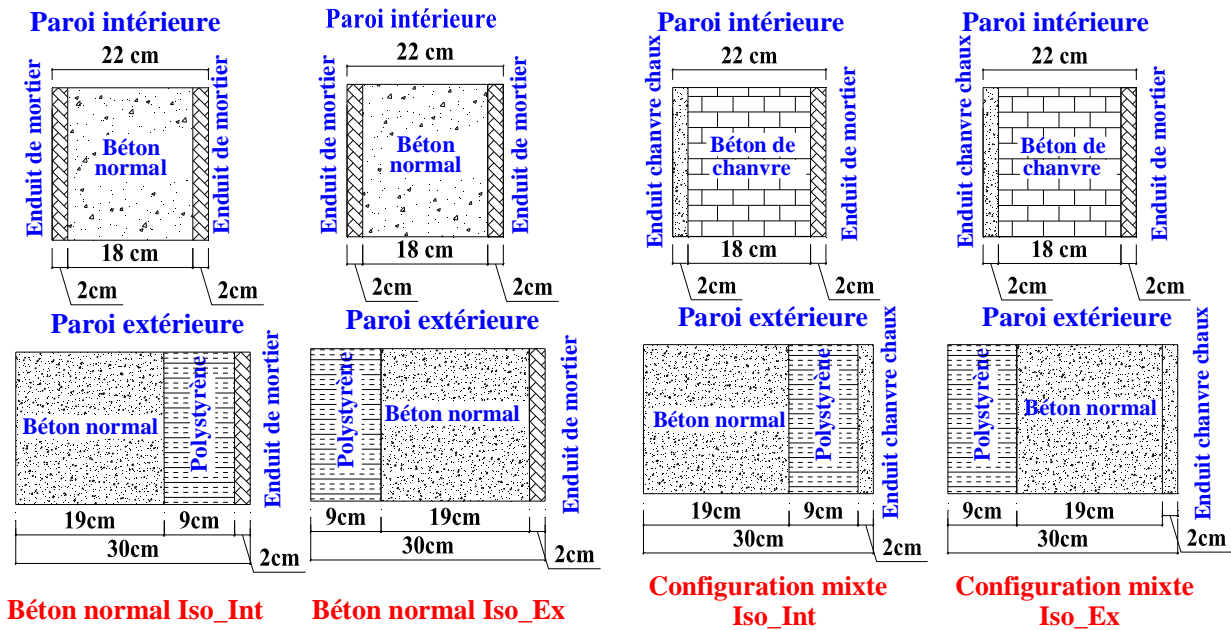 Paroi intérieure
22 cm
Enduit de mortier
Béton
normal
Enduit de mortier
18 cm
2cm
2cm
Paroi extérieure
Béton normal
Polystyrène
Enduit de mortier
19cm
9cm
30cm
2cm
Béton normal Iso_Int
Paroi intérieure
22 cm
Enduit de mortier
Béton
normal
Enduit de mortier
18 cm
2cm
2cm
Paroi extérieure
Polystyrène
Béton normal
Enduit de mortier
9cm
19cm
30cm
2cm
Béton normal Iso_Ex
Paroi intérieure
22 cm
Enduit chanvre chaux
Béton de
chanvre
Enduit de mortier
18 cm
2cm
2cm
Paroi extérieure
Béton normal
Polystyrène
Enduit chanvre chaux
19cm
9cm
30cm
2cm
Configuration mixte
Iso_Int
Paroi intérieure
22 cm
Enduit chanvre chaux
Béton de
chanvre
Enduit de mortier
18 cm
2cm
2cm
Paroi extérieure
Polystyrène
Béton normal
Enduit chanvre chaux
9cm
19cm
30cm
2cm
Configuration mixte
Iso_Ex